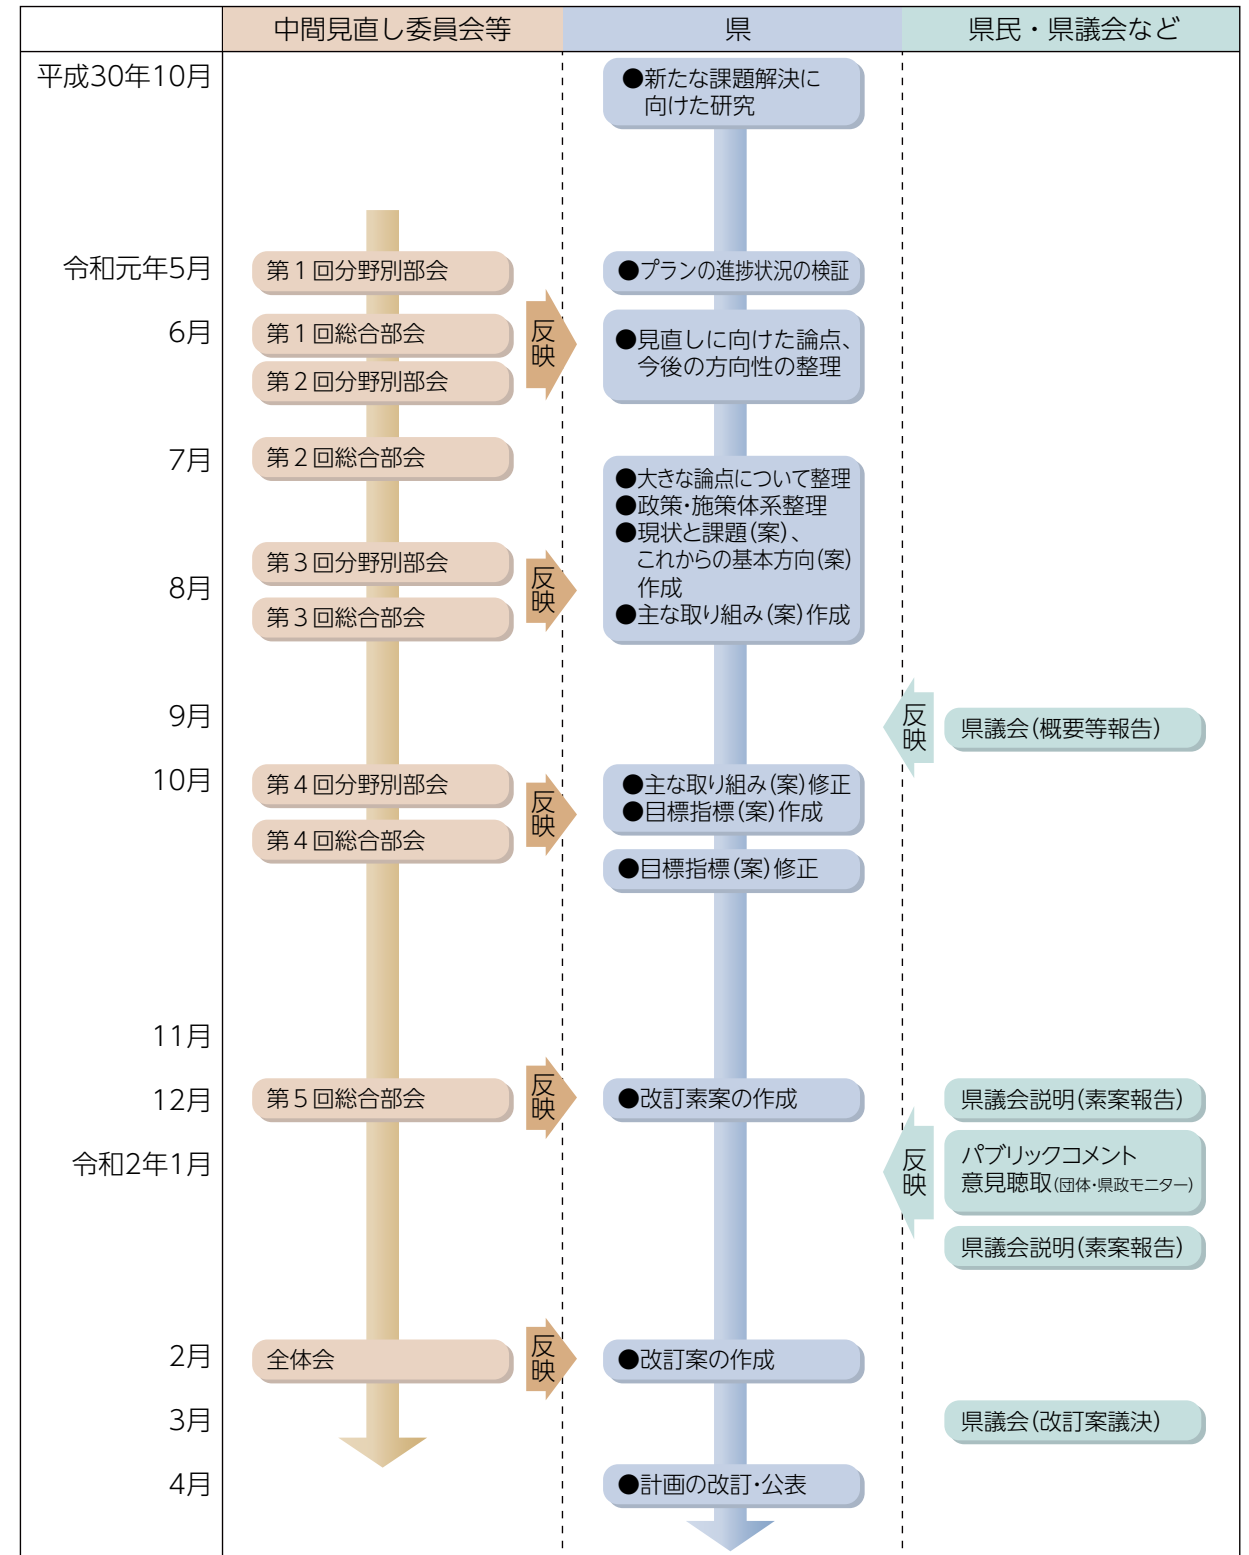 中間見直し委員会等
県
県民・県議会など
平成30年10月
●新たな課題解決に
向けた研究
令和元年5月
第1回分野別部会
●プランの進捗状況の検証
6月
第1回総合部会
第2回分野別部会
反映
●見直しに向けた論点、
今後の方向性の整理
7月
第2回総合部会
●大きな論点について整理
●政策・施策体系整理
●現状と課題(案)、
これからの基本方向(案)
作成
●主な取り組み(案)作成
第3回分野別部会
8月
第3回総合部会
反映
9月
反映
県議会(概要等報告)
10月
第4回分野別部会
第4回総合部会
反映
●主な取り組み(案)修正
●目標指標(案)作成
●目標指標(案)修正
11月
12月
第5回総合部会
反映
●改訂素案の作成
県議会説明(素案報告)
令和2年1月
反映
パブリックコメント
意見聴取(団体・県政モニター)
県議会説明(素案報告)
2月
全体会
反映
●改訂案の作成
3月
県議会(改訂案議決)
4月
●計画の改訂・公表